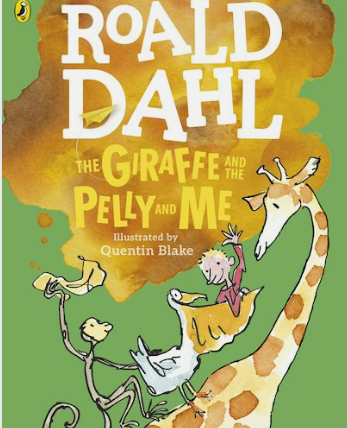 ROALD
DAHL
THE GIRAFFE AND THE
PELLY AND ME
Illustrated by
Quentin Blake